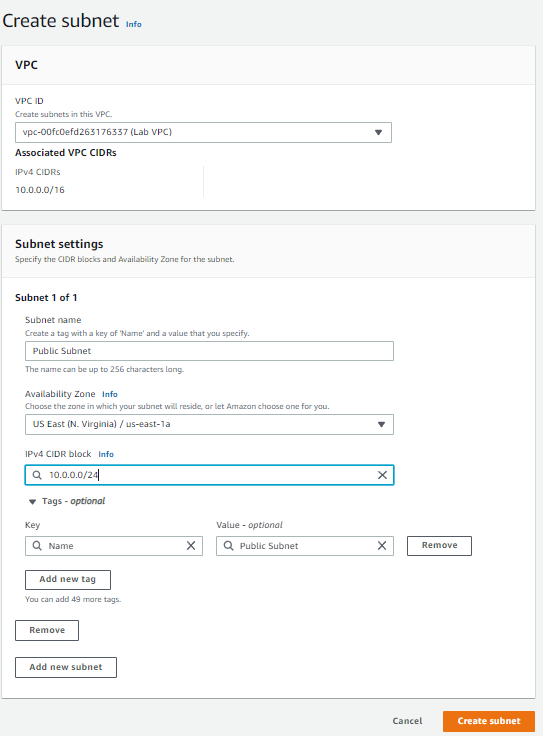 Create subnet Info
VPC
VPC ID
Create subnets in this VPC.
vpc-00fc0efd263176337 (Lab VPC)
Associated VPC CIDRs
IPv4 CIDRs
10.0.0.0/16
Subnet settings
Specify the CIDR blocks and Availability Zone for the subnet.
Subnet 1 of 1
Subnet name
Create a tag with a key of 'Name' and a value that you specify.
Public Subnet
The name can be up to 256 characters long.
Availability Zone Info
Choose the zone in which your subnet will reside, or let Amazon choose one for you.
US East (N. Virginia) / us-east-1a
IPv4 CIDR block Info
10.0.0.0/24
Tags - optional
Key Value - optional
Name Public Subnet Remove
Add new tag
You can add 49 more tags.
Remove
Add new subnet
Cancel Create subnet